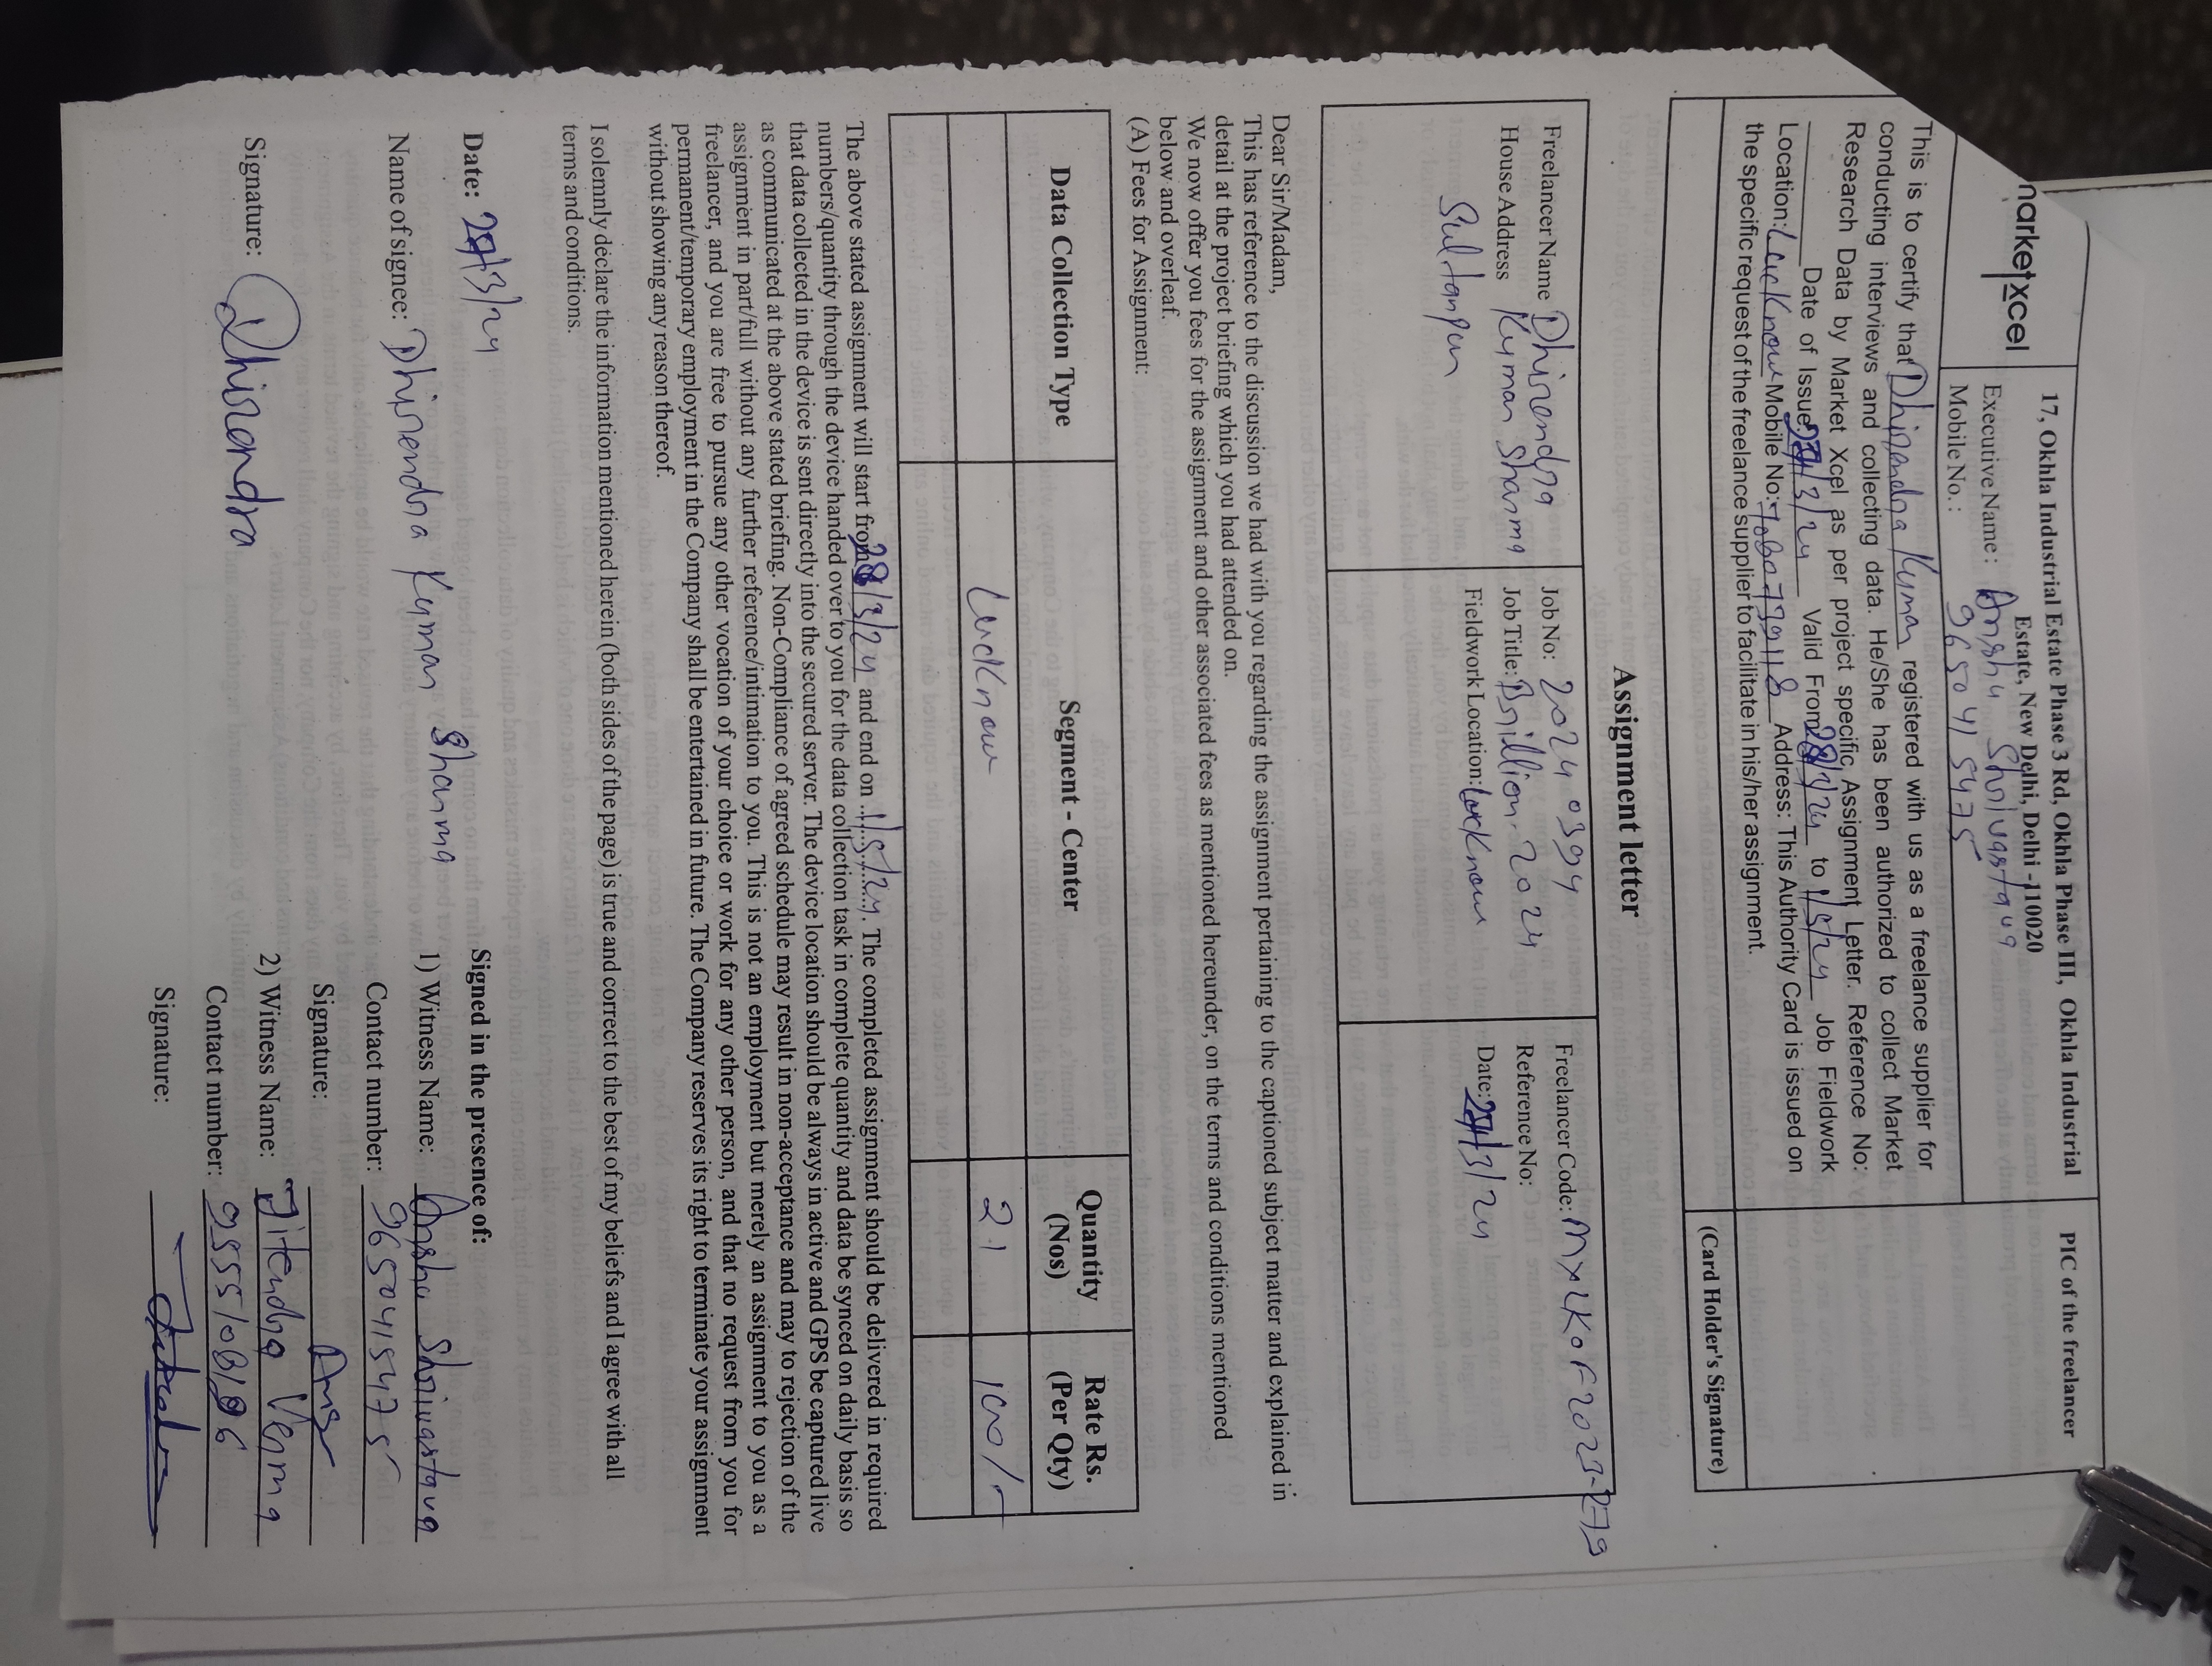 marketxcel
17, Okhla Industrial Estate Phase 3 Rd, Okhla Phase III, Okhla Industrial
Estate, New Delhi, Delhi -110020
PIC of the freelancer
Executive Name : Anshu Shrivastava
Mobile No. : 9650415475
This is to certify that Dhirendra Kumar registered with us as a freelance supplier for
conducting interviews and collecting data. He/She has been authorized to collect Market
Research Data by Market Xcel as per project specific Assignment Letter. Reference No:
Date of Issue: 27/3/24 Valid From 28/3/24 to 1/5/24 Job Fieldwork
Location: Lucknow Mobile No: Address: This Authority Card is issued on
the specific request of the freelance supplier to facilitate in his/her assignment.
(Card Holder's Signature)
Assignment letter
Freelancer Name Dhirendra
House Address Kumar Sharma
Sultanpur
Job No: 2024 0394
Job Title: Brillion 2024
Fieldwork Location: Lucknow
Freelancer Code: MXLKOF2023-279
Reference No:
Date: 27/3/24
Dear Sir/Madam,
This has reference to the discussion we had with you regarding the assignment pertaining to the captioned subject matter and explained in
detail at the project briefing which you had attended on.
We now offer you fees for the assignment and other associated fees as mentioned hereunder, on the terms and conditions mentioned
below and overleaf.
(A) Fees for Assignment:
Data Collection Type
Segment - Center
Quantity
(Nos)
Rate Rs.
(Per Qty)
Lucknow
21
100/-
The above stated assignment will start from 28/3/24 and end on 1/5/24. The completed assignment should be delivered in required
numbers/quantity through the device handed over to you for the data collection task in complete quantity and data be synced on daily basis so
that data collected in the device is sent directly into the secured server. The device location should be always in active and GPS be captured live
as communicated at the above stated briefing. Non-Compliance of agreed schedule may result in non-acceptance and may to rejection of the
assignment in part/full without any further reference/intimation to you. This is not an employment but merely an assignment to you as a
freelancer, and you are free to pursue any other vocation of your choice or work for any other person, and that no request from you for
permanent/temporary employment in the Company shall be entertained in future. The Company reserves its right to terminate your assignment
without showing any reason thereof.
I solemnly declare the information mentioned herein (both sides of the page) is true and correct to the best of my beliefs and I agree with all
terms and conditions.
Date: 27/3/24
Name of signee: Dhirendra Kumar Sharma
Signature: Dhirendra
Signed in the presence of:
1) Witness Name: Anshu Shrivastava
Contact number: 9650415475
Signature: Ans
2) Witness Name: Jitendra Verma
Contact number:
Signature: